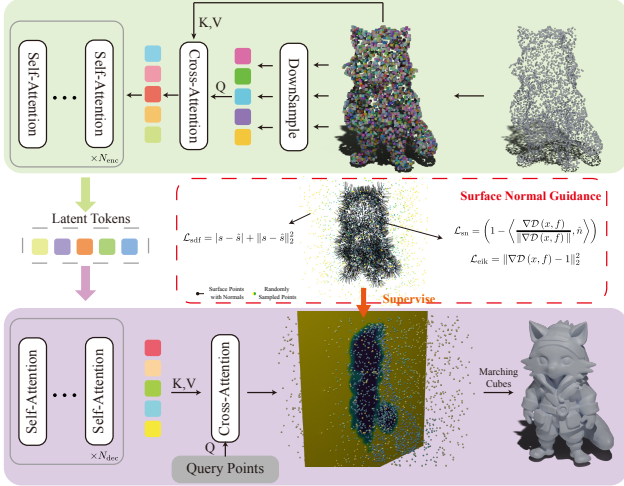 K,V
Self-Attention
Self-Attention
×N_enc
Cross-Attention
Q
DownSample
Latent Tokens
Surface Normal Guidance
ℒ_sdf = |s − ŝ| + ‖s − ŝ‖₂²
ℒ_sn = (1 − ⟨∇𝒟(x, f) / ‖∇𝒟(x, f)‖, n̂⟩)
ℒ_eik = ‖∇𝒟(x, f) − 1‖₂²
Surface Points
with Normals
Randomly
Sampled Points
Supervise
Self-Attention
Self-Attention
×N_dec
K,V
Cross-Attention
Q
Query Points
Marching
Cubes